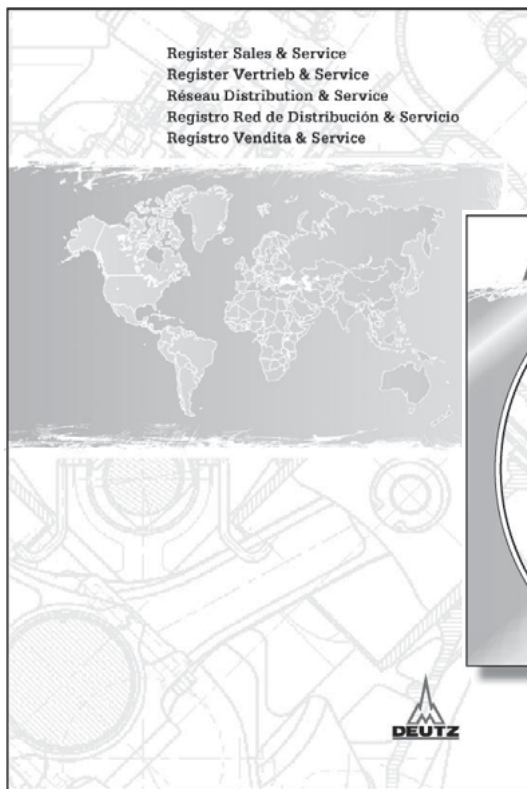 Register Sales & Service
Register Vertrieb & Service
Réseau Distribution & Service
Registro Red de Distribución & Servicio
Registro Vendita & Service
DEUTZ